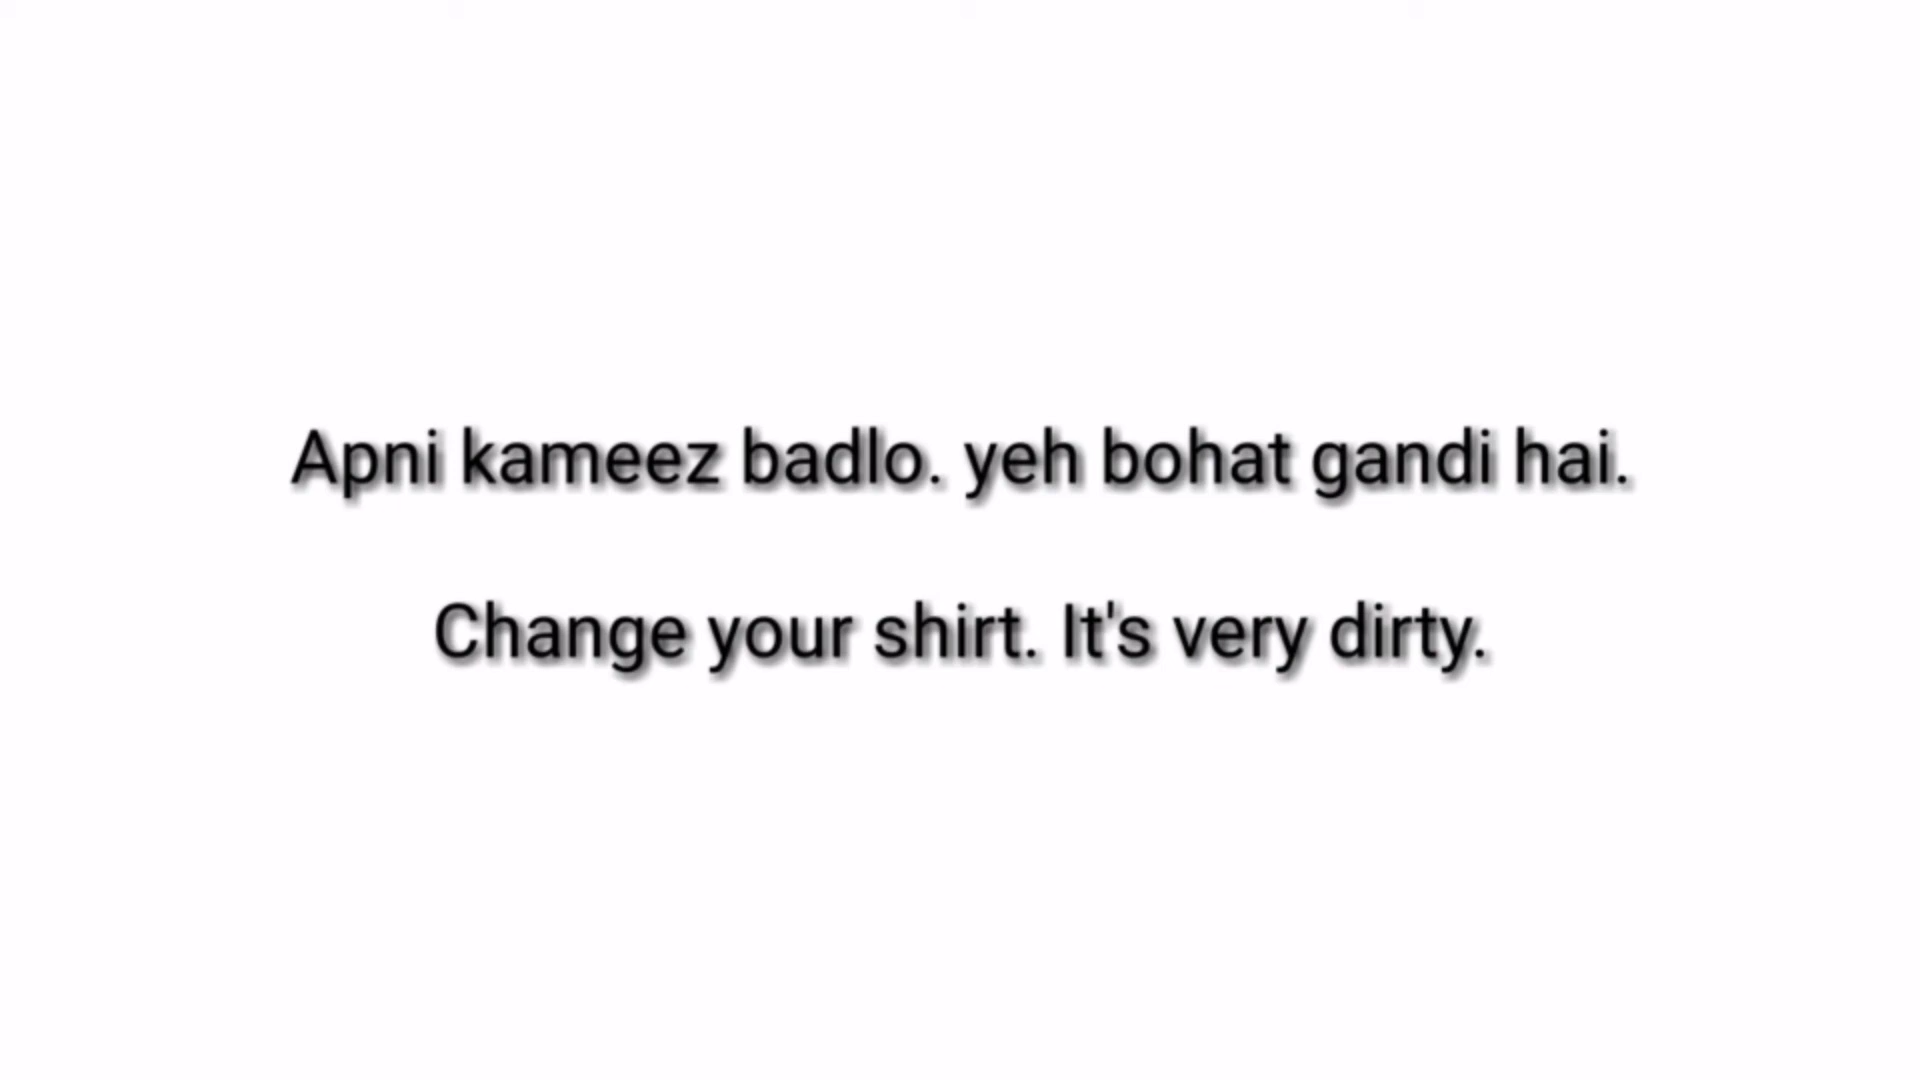 Apni kameez badlo. yeh bohat gandi hai.
Change your shirt. It's very dirty.